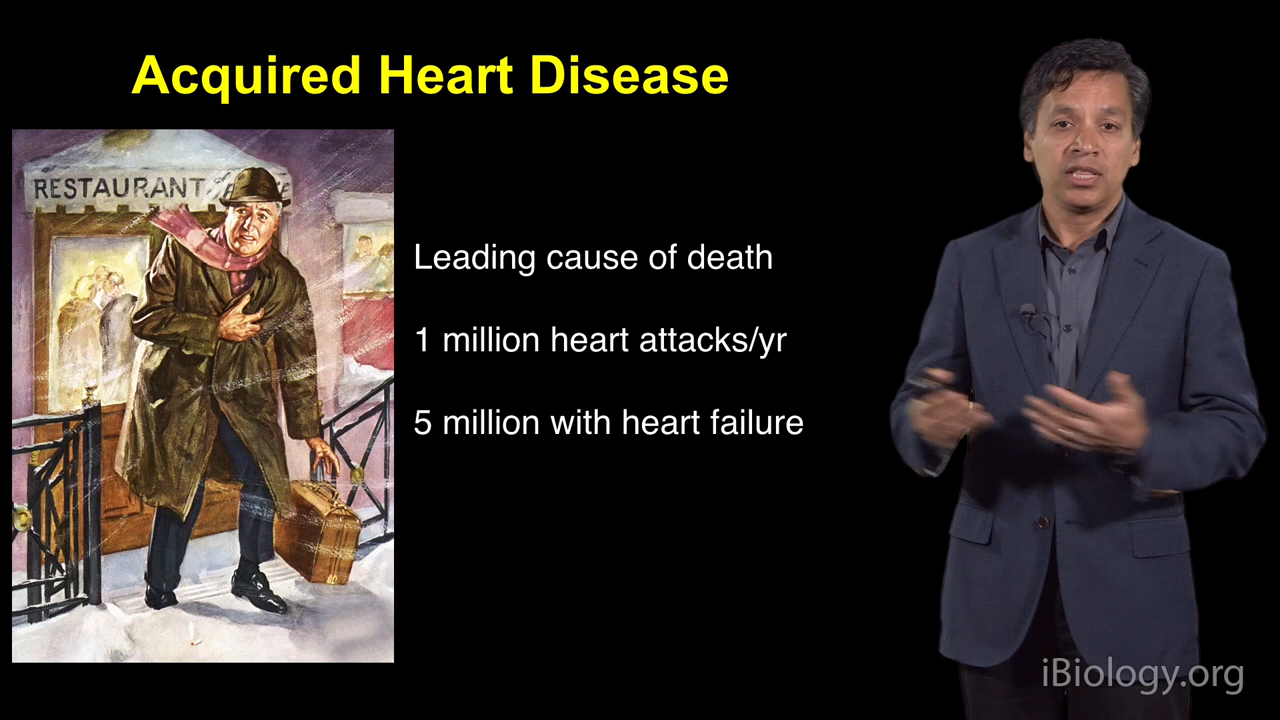 Acquired Heart Disease
RESTAURANT
Leading cause of death
1 million heart attacks/yr
5 million with heart failure
iBiology.org